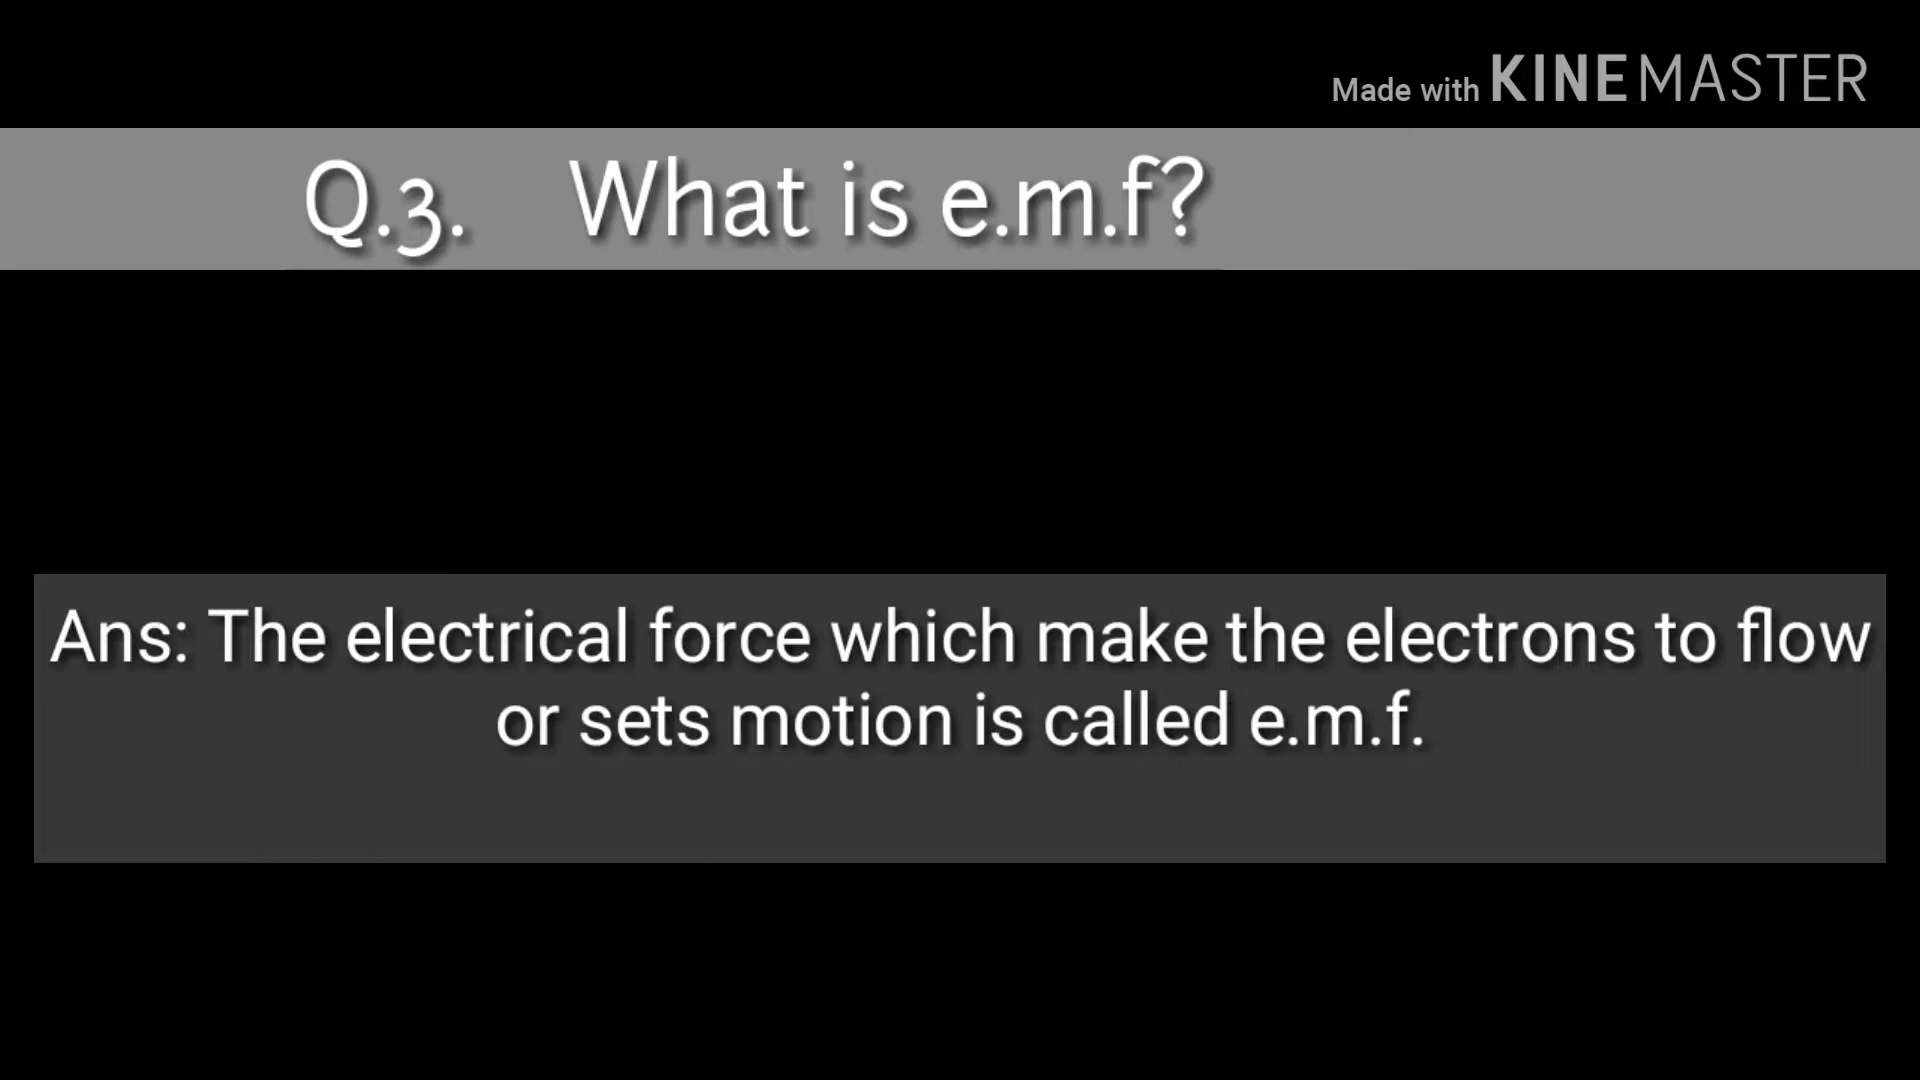 Made with KINEMASTER
Q.3. What is e.m.f?
Ans: The electrical force which make the electrons to flow
or sets motion is called e.m.f.